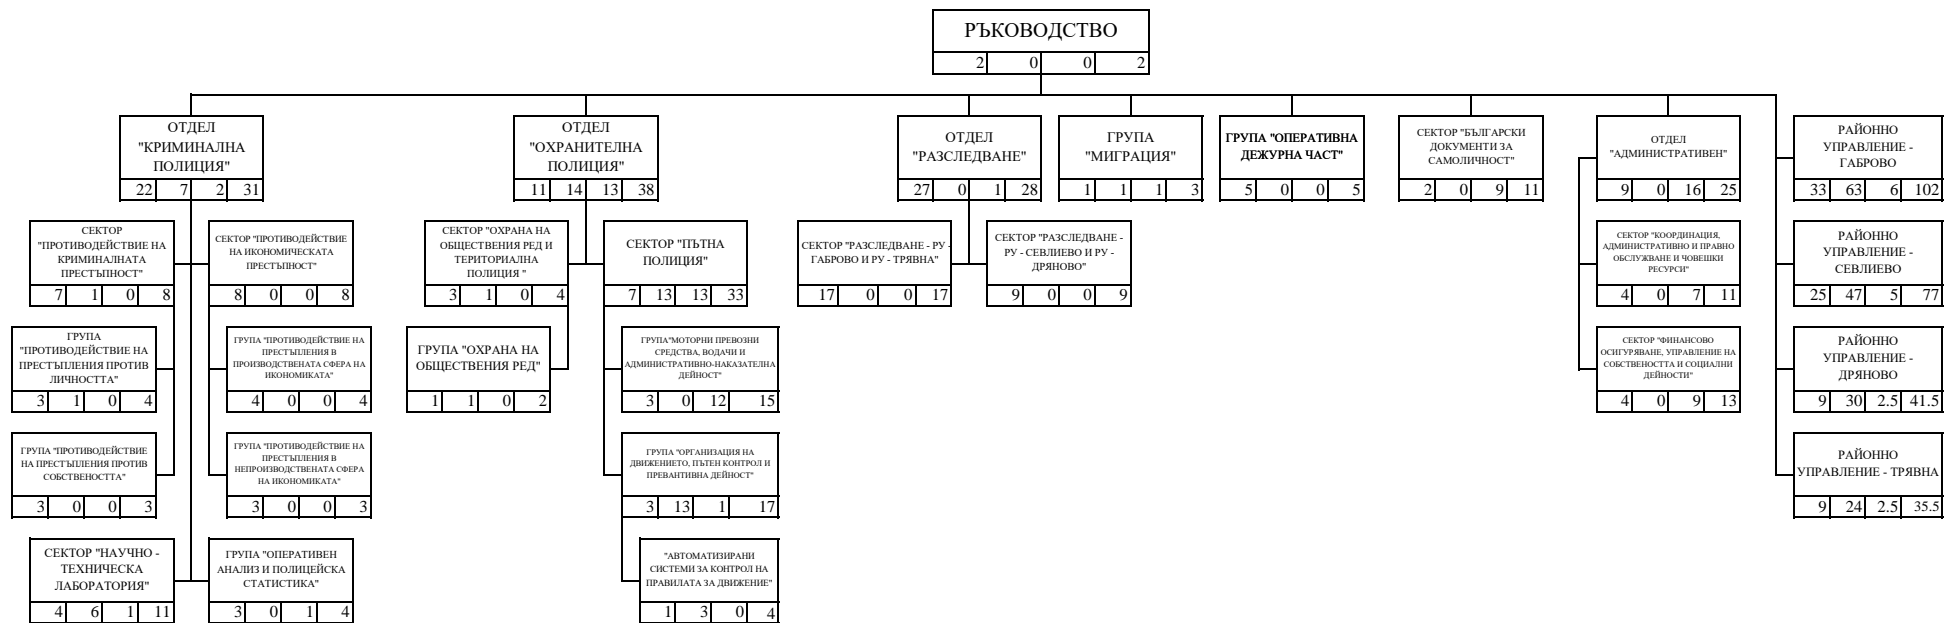 РЪКОВОДСТВО
2 0 0 2
ОТДЕЛ
"КРИМИНАЛНА
ПОЛИЦИЯ"
22 7 2 31
ОТДЕЛ
"ОХРАНИТЕЛНА
ПОЛИЦИЯ"
11 14 13 38
ОТДЕЛ
"РАЗСЛЕДВАНЕ"
27 0 1 28
ГРУПА
"МИГРАЦИЯ"
1 1 1 3
ГРУПА "ОПЕРАТИВНА
ДЕЖУРНА ЧАСТ"
5 0 0 5
СЕКТОР "БЪЛГАРСКИ
ДОКУМЕНТИ ЗА
САМОЛИЧНОСТ"
2 0 9 11
ОТДЕЛ
"АДМИНИСТРАТИВЕН"
9 0 16 25
РАЙОННО
УПРАВЛЕНИЕ -
ГАБРОВО
33 63 6 102
СЕКТОР
"ПРОТИВОДЕЙСТВИЕ НА
КРИМИНАЛНАТА
ПРЕСТЪПНОСТ"
7 1 0 8
СЕКТОР "ПРОТИВОДЕЙСТВИЕ
НА ИКОНОМИЧЕСКАТА
ПРЕСТЪПНОСТ"
8 0 0 8
СЕКТОР "ОХРАНА НА
ОБЩЕСТВЕНИЯ РЕД И
ТЕРИТОРИАЛНА
ПОЛИЦИЯ "
3 1 0 4
СЕКТОР "ПЪТНА
ПОЛИЦИЯ"
7 13 13 33
СЕКТОР "РАЗСЛЕДВАНЕ - РУ -
ГАБРОВО И РУ - ТРЯВНА"
17 0 0 17
СЕКТОР "РАЗСЛЕДВАНЕ -
РУ - СЕВЛИЕВО И РУ -
ДРЯНОВО"
9 0 0 9
СЕКТОР "КООРДИНАЦИЯ,
АДМИНИСТРАТИВНО И ПРАВНО
ОБСЛУЖВАНЕ И ЧОВЕШКИ
РЕСУРСИ"
4 0 7 11
РАЙОННО
УПРАВЛЕНИЕ -
СЕВЛИЕВО
25 47 5 77
ГРУПА
"ПРОТИВОДЕЙСТВИЕ НА
ПРЕСТЪПЛЕНИЯ ПРОТИВ
ЛИЧНОСТТА"
3 1 0 4
ГРУПА "ПРОТИВОДЕЙСТВИЕ НА
ПРЕСТЪПЛЕНИЯ В
ПРОИЗВОДСТВЕНАТА СФЕРА НА
ИКОНОМИКАТА"
4 0 0 4
ГРУПА "ОХРАНА НА
ОБЩЕСТВЕНИЯ РЕД"
1 1 0 2
ГРУПА"МОТОРНИ ПРЕВОЗНИ
СРЕДСТВА, ВОДАЧИ И
АДМИНИСТРАТИВНО-НАКАЗАТЕЛНА
ДЕЙНОСТ"
3 0 12 15
СЕКТОР "ФИНАНСОВО
ОСИГУРЯВАНЕ, УПРАВЛЕНИЕ НА
СОБСТВЕНОСТТА И СОЦИАЛНИ
ДЕЙНОСТИ"
4 0 9 13
РАЙОННО
УПРАВЛЕНИЕ -
ДРЯНОВО
9 30 2.5 41.5
ГРУПА "ПРОТИВОДЕЙСТВИЕ
НА ПРЕСТЪПЛЕНИЯ ПРОТИВ
СОБСТВЕНОСТТА"
3 0 0 3
ГРУПА "ПРОТИВОДЕЙСТВИЕ НА
ПРЕСТЪПЛЕНИЯ В
НЕПРОИЗВОДСТВЕНАТА СФЕРА
НА ИКОНОМИКАТА"
3 0 0 3
ГРУПА "ОРГАНИЗАЦИЯ НА
ДВИЖЕНИЕТО, ПЪТЕН КОНТРОЛ И
ПРЕВАНТИВНА ДЕЙНОСТ"
3 13 1 17
РАЙОННО
УПРАВЛЕНИЕ - ТРЯВНА
9 24 2.5 35.5
СЕКТОР "НАУЧНО -
ТЕХНИЧЕСКА
ЛАБОРАТОРИЯ"
4 6 1 11
ГРУПА "ОПЕРАТИВЕН
АНАЛИЗ И ПОЛИЦЕЙСКА
СТАТИСТИКА"
3 0 1 4
"АВТОМАТИЗИРАНИ
СИСТЕМИ ЗА КОНТРОЛ НА
ПРАВИЛАТА ЗА ДВИЖЕНИЕ"
1 3 0 4